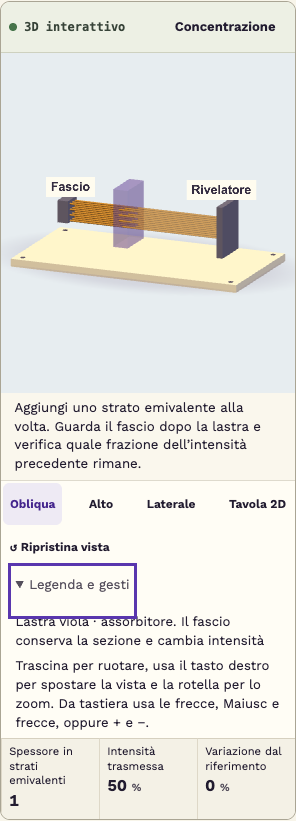 3D interattivo
Concentrazione
Fascio
Rivelatore
Aggiungi uno strato emivalente alla
volta. Guarda il fascio dopo la lastra e
verifica quale frazione dell'intensità
precedente rimane.
Obliqua
Alto
Laterale
Tavola 2D
↺ Ripristina vista
▼ Legenda e gesti
Lastra viola · assorbitore. Il fascio
conserva la sezione e cambia intensità
Trascina per ruotare, usa il tasto destro
per spostare la vista e la rotella per lo
zoom. Da tastiera usa le frecce, Maiusc e
frecce, oppure + e −.
Spessore in
strati
emivalenti
1
Intensità
trasmessa
50 %
Variazione dal
riferimento
0 %